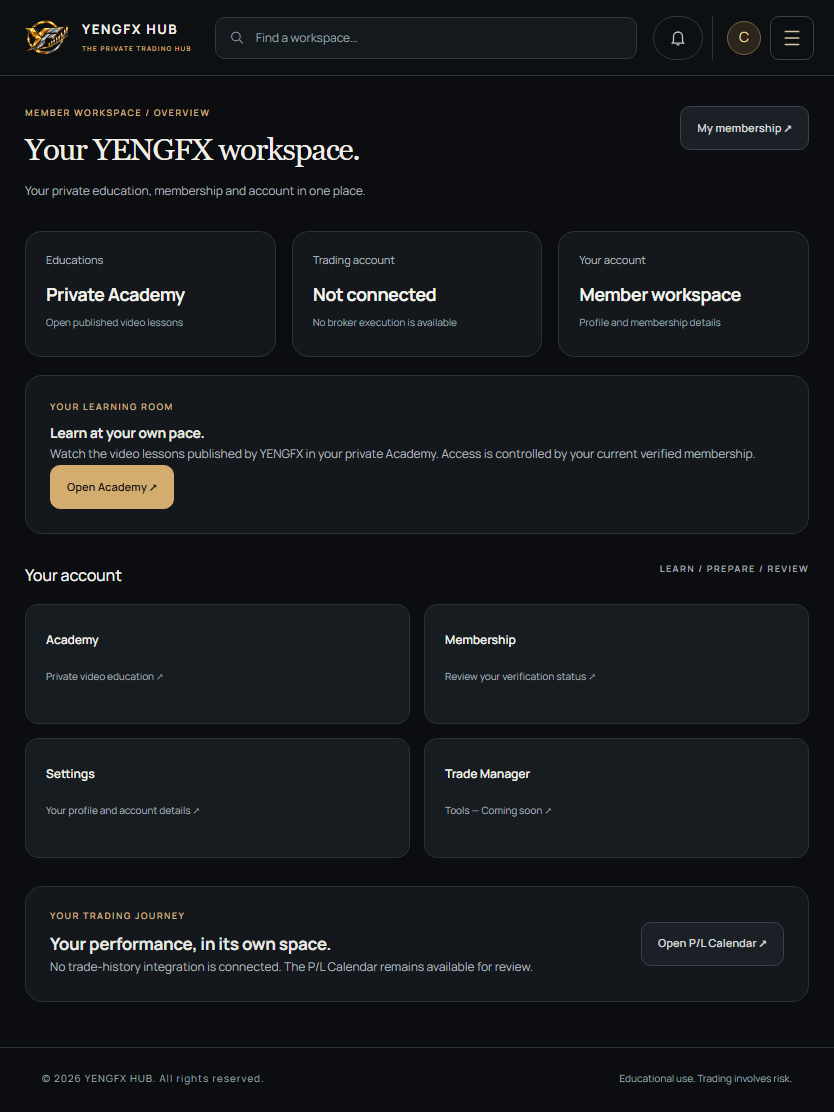 YENGFX HUB
THE PRIVATE TRADING HUB
Find a workspace...
C
MEMBER WORKSPACE / OVERVIEW
Your YENGFX workspace.
Your private education, membership and account in one place.
My membership ↗
Educations
Private Academy
Open published video lessons
Trading account
Not connected
No broker execution is available
Your account
Member workspace
Profile and membership details
YOUR LEARNING ROOM
Learn at your own pace.
Watch the video lessons published by YENGFX in your private Academy. Access is controlled by your current verified membership.
Open Academy ↗
Your account
LEARN / PREPARE / REVIEW
Academy
Private video education ↗
Membership
Review your verification status ↗
Settings
Your profile and account details ↗
Trade Manager
Tools — Coming soon ↗
YOUR TRADING JOURNEY
Your performance, in its own space.
No trade-history integration is connected. The P/L Calendar remains available for review.
Open P/L Calendar ↗
© 2026 YENGFX HUB. All rights reserved.
Educational use. Trading involves risk.